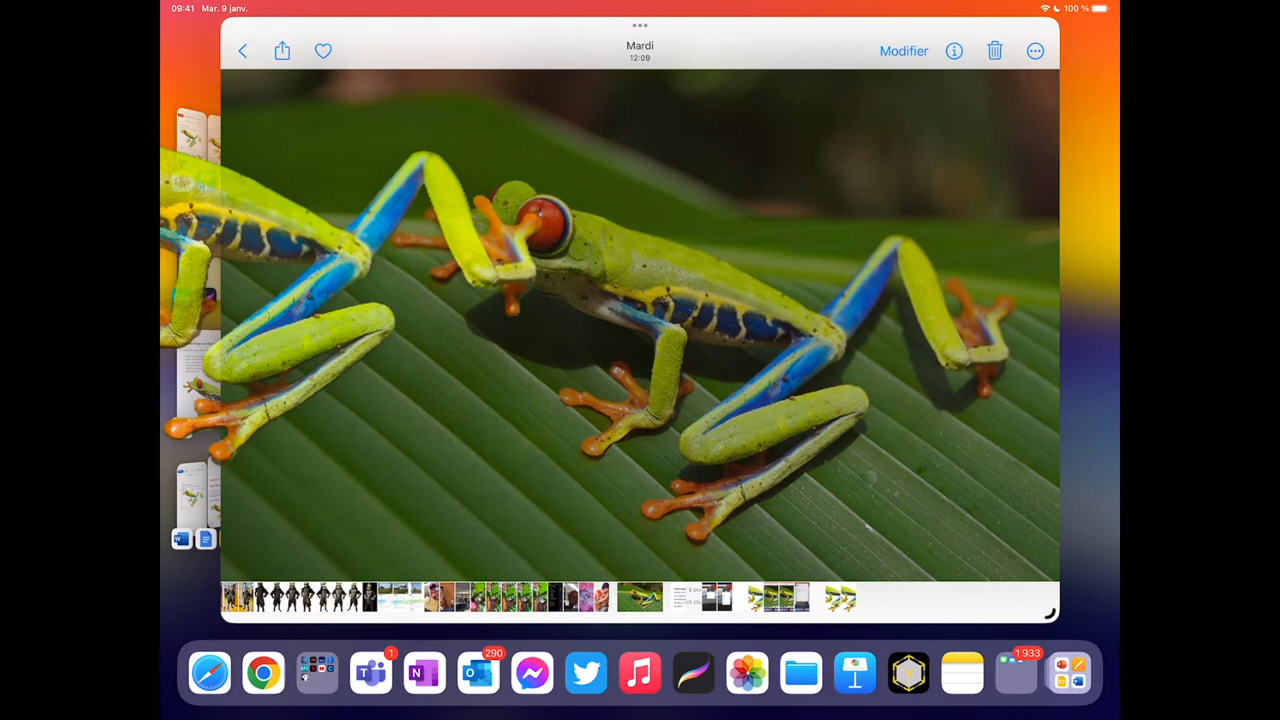 09:41 Mar. 9 janv.
100 %
Mardi
12:09
Modifier
1
290
1 933